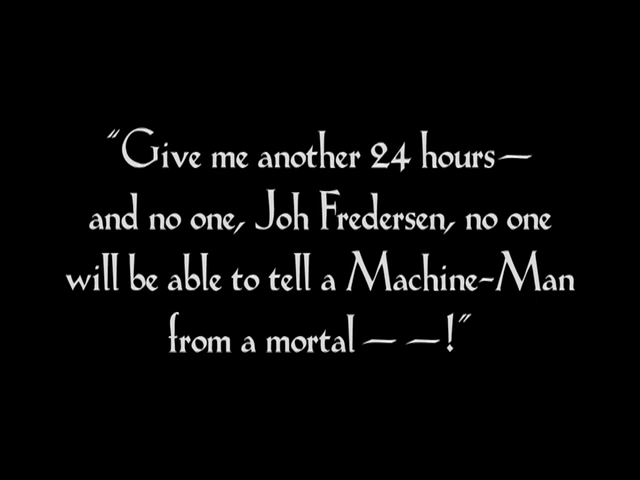 "Give me another 24 hours—
and no one, Joh Fredersen, no one
will be able to tell a Machine-Man
from a mortal — —!"